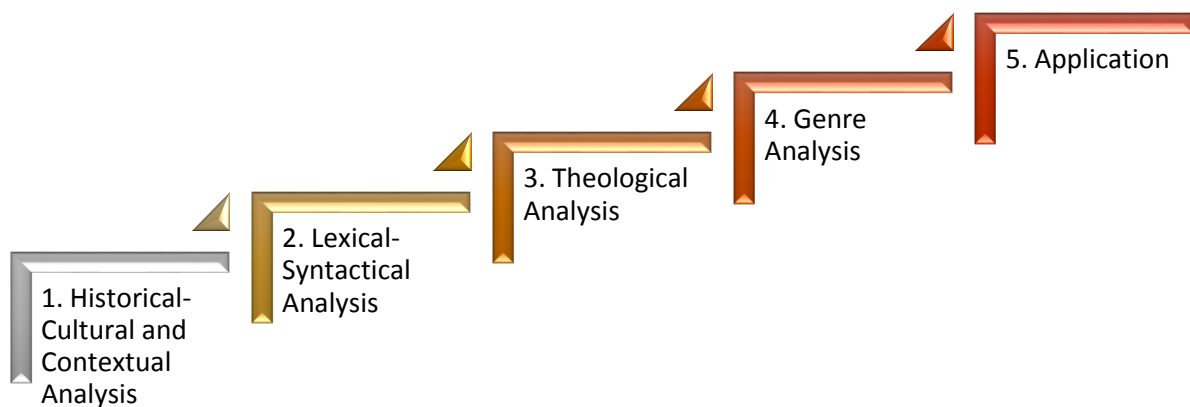 1. Historical-
Cultural and
Contextual
Analysis
2. Lexical-
Syntactical
Analysis
3. Theological
Analysis
4. Genre
Analysis
5. Application